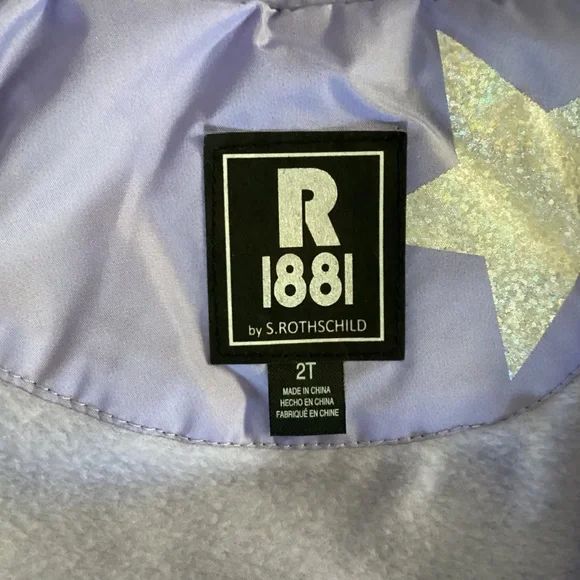 R
1881
by S.ROTHSCHILD
2T
MADE IN CHINA
HECHO EN CHINA
FABRIQUÉ EN CHINE